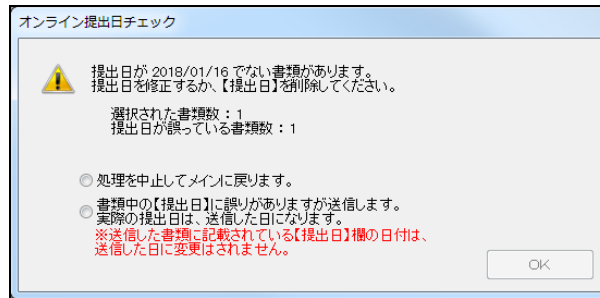 オンライン提出日チェック
提出日が 2018/01/16 でない書類があります。
提出日を修正するか、【提出日】を削除してください。
選択された書類数：1
提出日が誤っている書類数：1
処理を中止してメインに戻ります。
書類中の【提出日】に誤りがありますが送信します。
実際の提出日は、送信した日になります。
※送信した書類に記載されている【提出日】欄の日付は、
送信した日に変更はされません。
OK